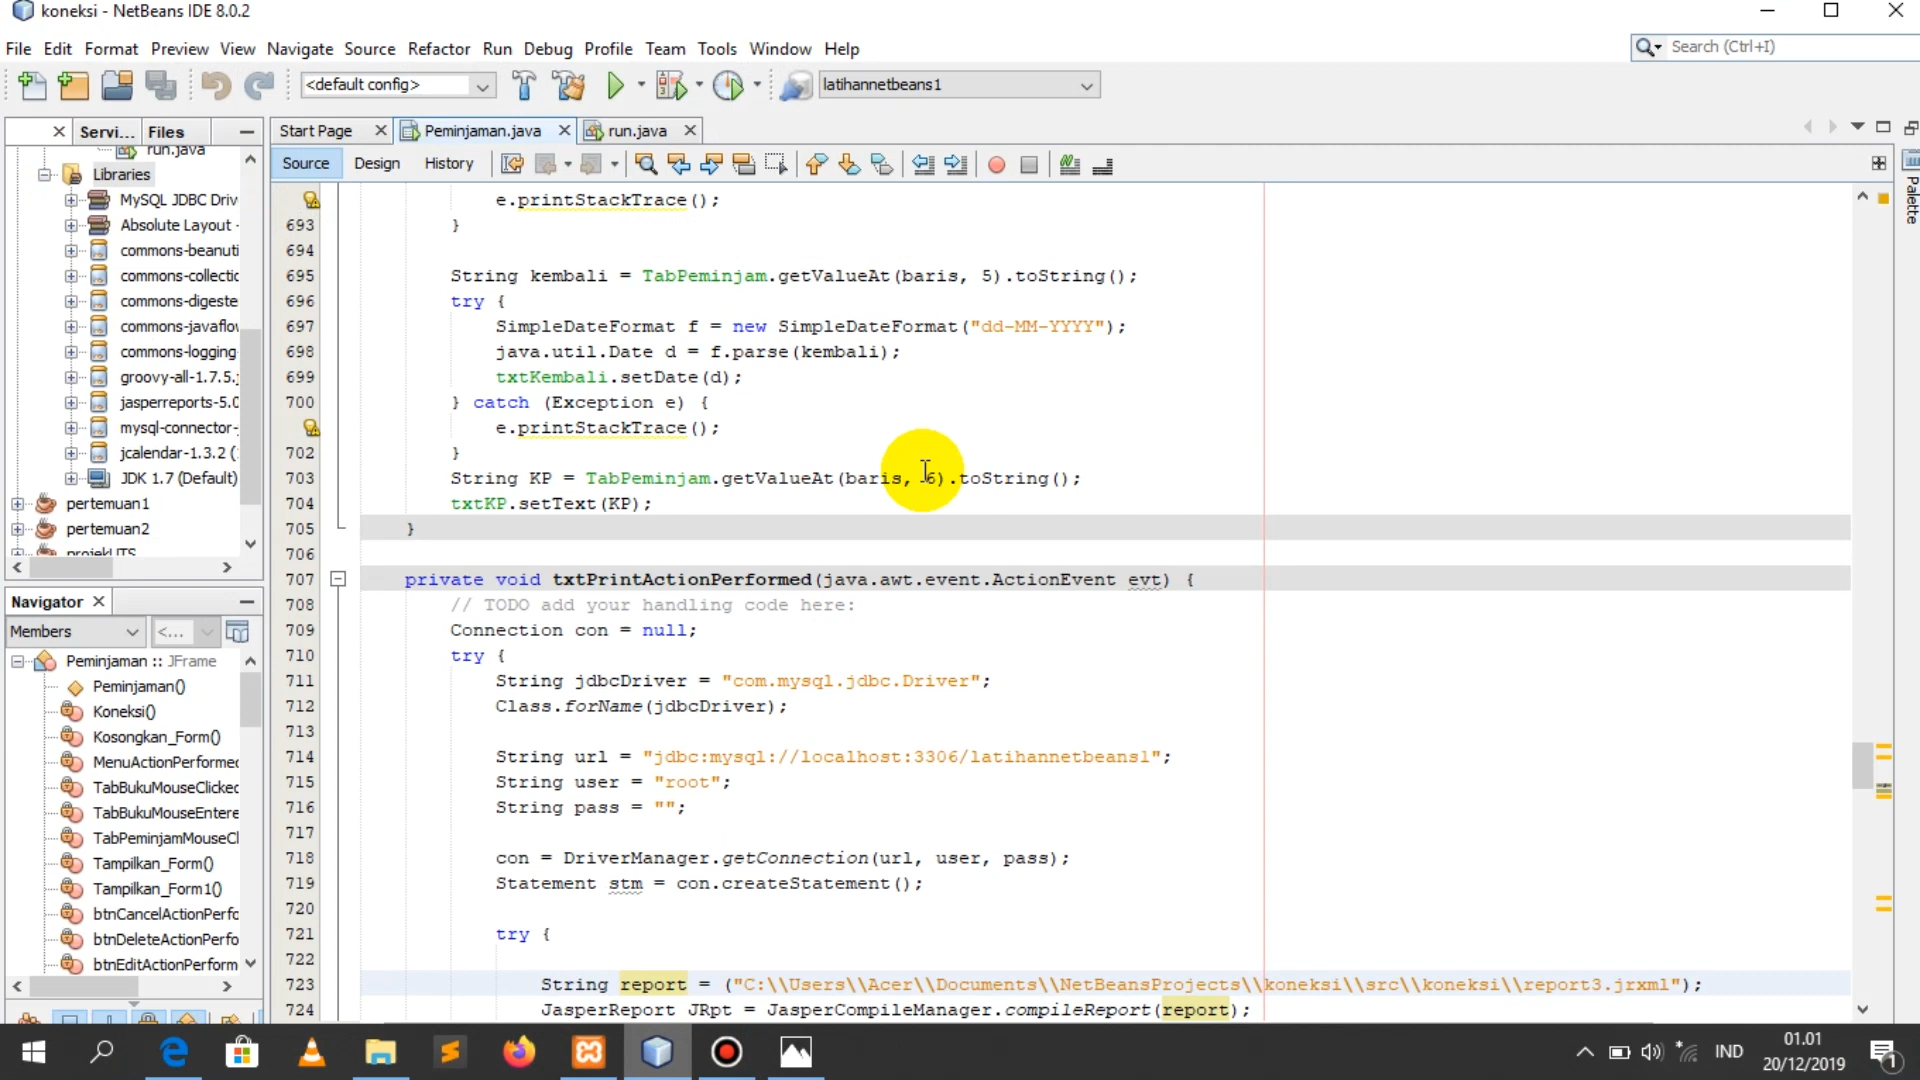 koneksi - NetBeans IDE 8.0.2
File Edit Format Preview View Navigate Source Refactor Run Debug Profile Team Tools Window Help
Search (Ctrl+I)
<default config>
latihannetbeans1
Servi... Files
Start Page Peminjaman.java run.java
Source Design History
Palette
run.java
Libraries
MySQL JDBC Driv
Absolute Layout -
commons-beanuti
commons-collectic
commons-digeste
commons-javaflov
commons-logging-
groovy-all-1.7.5.j
jasperreports-5.0
mysql-connector-
jcalendar-1.3.2 (
JDK 1.7 (Default)
pertemuan1
pertemuan2
projekUTS
Navigator
Members <...
Peminjaman :: JFrame
Peminjaman()
Koneksi()
Kosongkan_Form()
MenuActionPerformed
TabBukuMouseClicked
TabBukuMouseEntere
TabPeminjamMouseCl
Tampilkan_Form()
Tampilkan_Form1()
btnCancelActionPerfo
btnDeleteActionPerfo
btnEditActionPerform
e.printStackTrace();
693 }
694
695 String kembali = TabPeminjam.getValueAt(baris, 5).toString();
696 try {
697 SimpleDateFormat f = new SimpleDateFormat("dd-MM-YYYY");
698 java.util.Date d = f.parse(kembali);
699 txtKembali.setDate(d);
700 } catch (Exception e) {
e.printStackTrace();
702 }
703 String KP = TabPeminjam.getValueAt(baris, 6).toString();
704 txtKP.setText(KP);
705 }
706
707 private void txtPrintActionPerformed(java.awt.event.ActionEvent evt) {
708 // TODO add your handling code here:
709 Connection con = null;
710 try {
711 String jdbcDriver = "com.mysql.jdbc.Driver";
712 Class.forName(jdbcDriver);
713
714 String url = "jdbc:mysql://localhost:3306/latihannetbeans1";
715 String user = "root";
716 String pass = "";
717
718 con = DriverManager.getConnection(url, user, pass);
719 Statement stm = con.createStatement();
720
721 try {
722
723 String report = ("C:\\Users\\Acer\\Documents\\NetBeansProjects\\koneksi\\src\\koneksi\\report3.jrxml");
724 JasperReport JRpt = JasperCompileManager.compileReport(report);
IND
01.01
20/12/2019
1